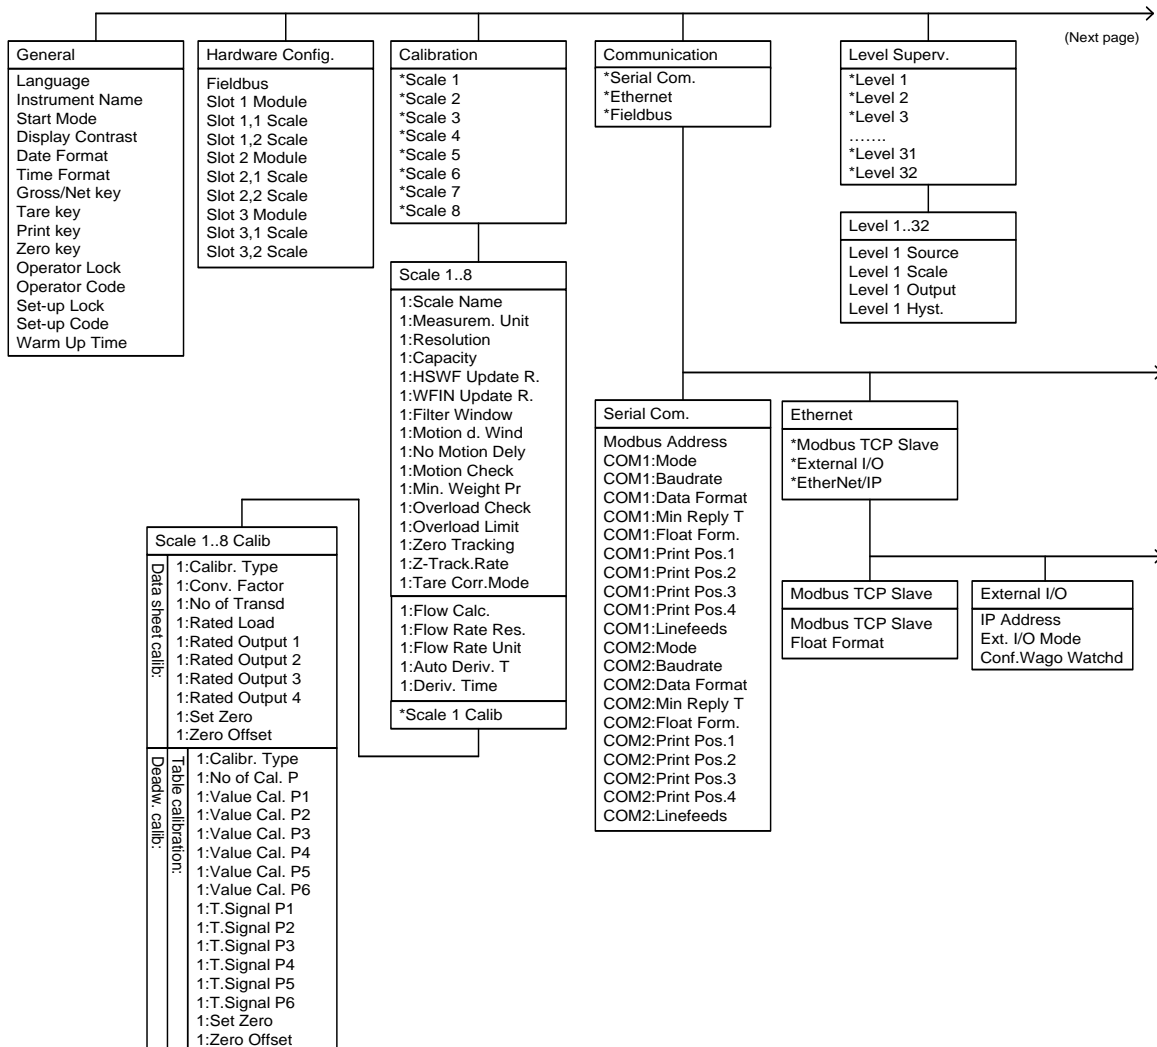 (Next page)
General
Language
Instrument Name
Start Mode
Display Contrast
Date Format
Time Format
Gross/Net key
Tare key
Print key
Zero key
Operator Lock
Operator Code
Set-up Lock
Set-up Code
Warm Up Time
Hardware Config.
Fieldbus
Slot 1 Module
Slot 1,1 Scale
Slot 1,2 Scale
Slot 2 Module
Slot 2,1 Scale
Slot 2,2 Scale
Slot 3 Module
Slot 3,1 Scale
Slot 3,2 Scale
Calibration
*Scale 1
*Scale 2
*Scale 3
*Scale 4
*Scale 5
*Scale 6
*Scale 7
*Scale 8
Communication
*Serial Com.
*Ethernet
*Fieldbus
Level Superv.
*Level 1
*Level 2
*Level 3
.......
*Level 31
*Level 32
Level 1..32
Level 1 Source
Level 1 Scale
Level 1 Output
Level 1 Hyst.
Scale 1..8
1:Scale Name
1:Measurem. Unit
1:Resolution
1:Capacity
1:HSWF Update R.
1:WFIN Update R.
1:Filter Window
1:Motion d. Wind
1:No Motion Dely
1:Motion Check
1:Min. Weight Pr
1:Overload Check
1:Overload Limit
1:Zero Tracking
1:Z-Track.Rate
1:Tare Corr.Mode
1:Flow Calc.
1:Flow Rate Res.
1:Flow Rate Unit
1:Auto Deriv. T
1:Deriv. Time
*Scale 1 Calib
Serial Com.
Modbus Address
COM1:Mode
COM1:Baudrate
COM1:Data Format
COM1:Min Reply T
COM1:Float Form.
COM1:Print Pos.1
COM1:Print Pos.2
COM1:Print Pos.3
COM1:Print Pos.4
COM1:Linefeeds
COM2:Mode
COM2:Baudrate
COM2:Data Format
COM2:Min Reply T
COM2:Float Form.
COM2:Print Pos.1
COM2:Print Pos.2
COM2:Print Pos.3
COM2:Print Pos.4
COM2:Linefeeds
Ethernet
*Modbus TCP Slave
*External I/O
*EtherNet/IP
Modbus TCP Slave
Modbus TCP Slave
Float Format
External I/O
IP Address
Ext. I/O Mode
Conf.Wago Watchd
Scale 1..8 Calib
Data sheet calib:
1:Calibr. Type
1:Conv. Factor
1:No of Transd
1:Rated Load
1:Rated Output 1
1:Rated Output 2
1:Rated Output 3
1:Rated Output 4
1:Set Zero
1:Zero Offset
Deadw. calib:
Table calibration:
1:Calibr. Type
1:No of Cal. P
1:Value Cal. P1
1:Value Cal. P2
1:Value Cal. P3
1:Value Cal. P4
1:Value Cal. P5
1:Value Cal. P6
1:T.Signal P1
1:T.Signal P2
1:T.Signal P3
1:T.Signal P4
1:T.Signal P5
1:T.Signal P6
1:Set Zero
1:Zero Offset